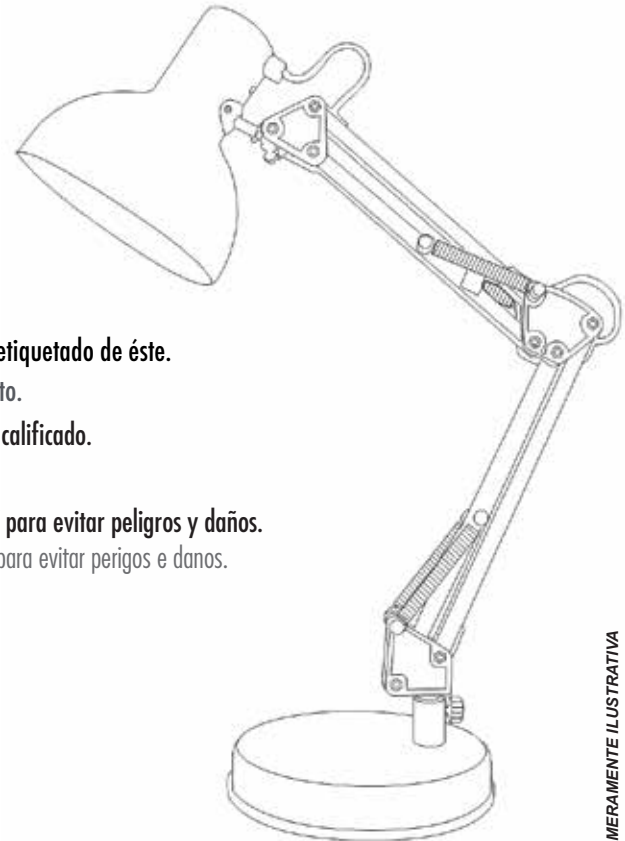 etiquetado de éste.
to.
calificado.
para evitar peligros y daños.
para evitar perigos e danos.
MERAMENTE ILUSTRATIVA